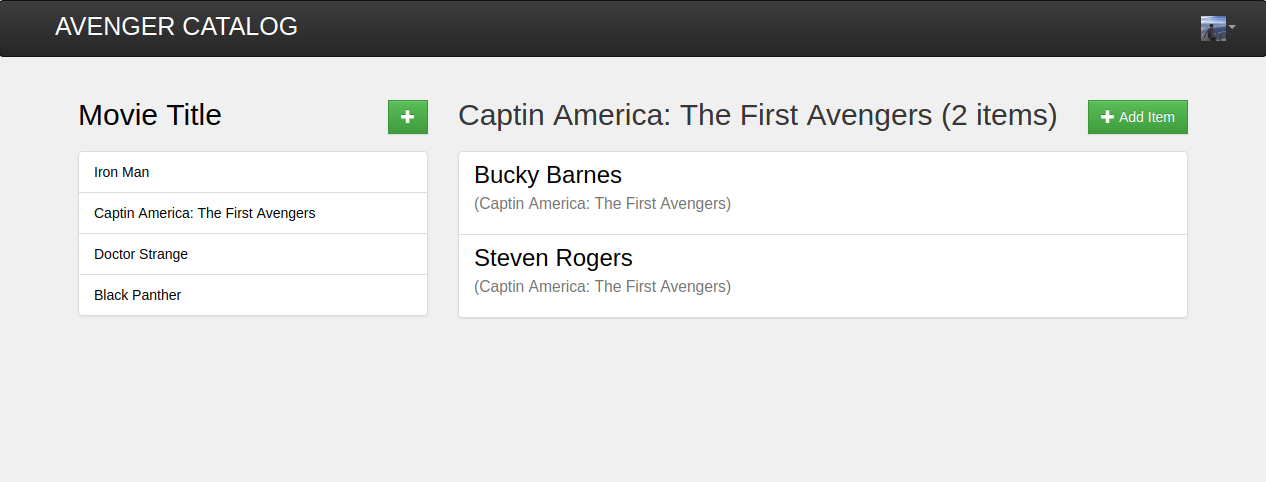 AVENGER CATALOG
Movie Title
Iron Man
Captin America: The First Avengers
Doctor Strange
Black Panther
Captin America: The First Avengers (2 items)
Add Item
Bucky Barnes
(Captin America: The First Avengers)
Steven Rogers
(Captin America: The First Avengers)